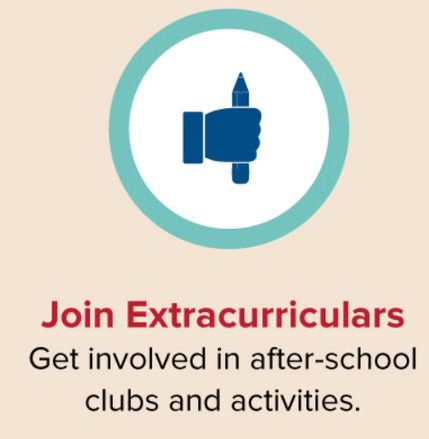 Join Extracurriculars
Get involved in after-school
clubs and activities.